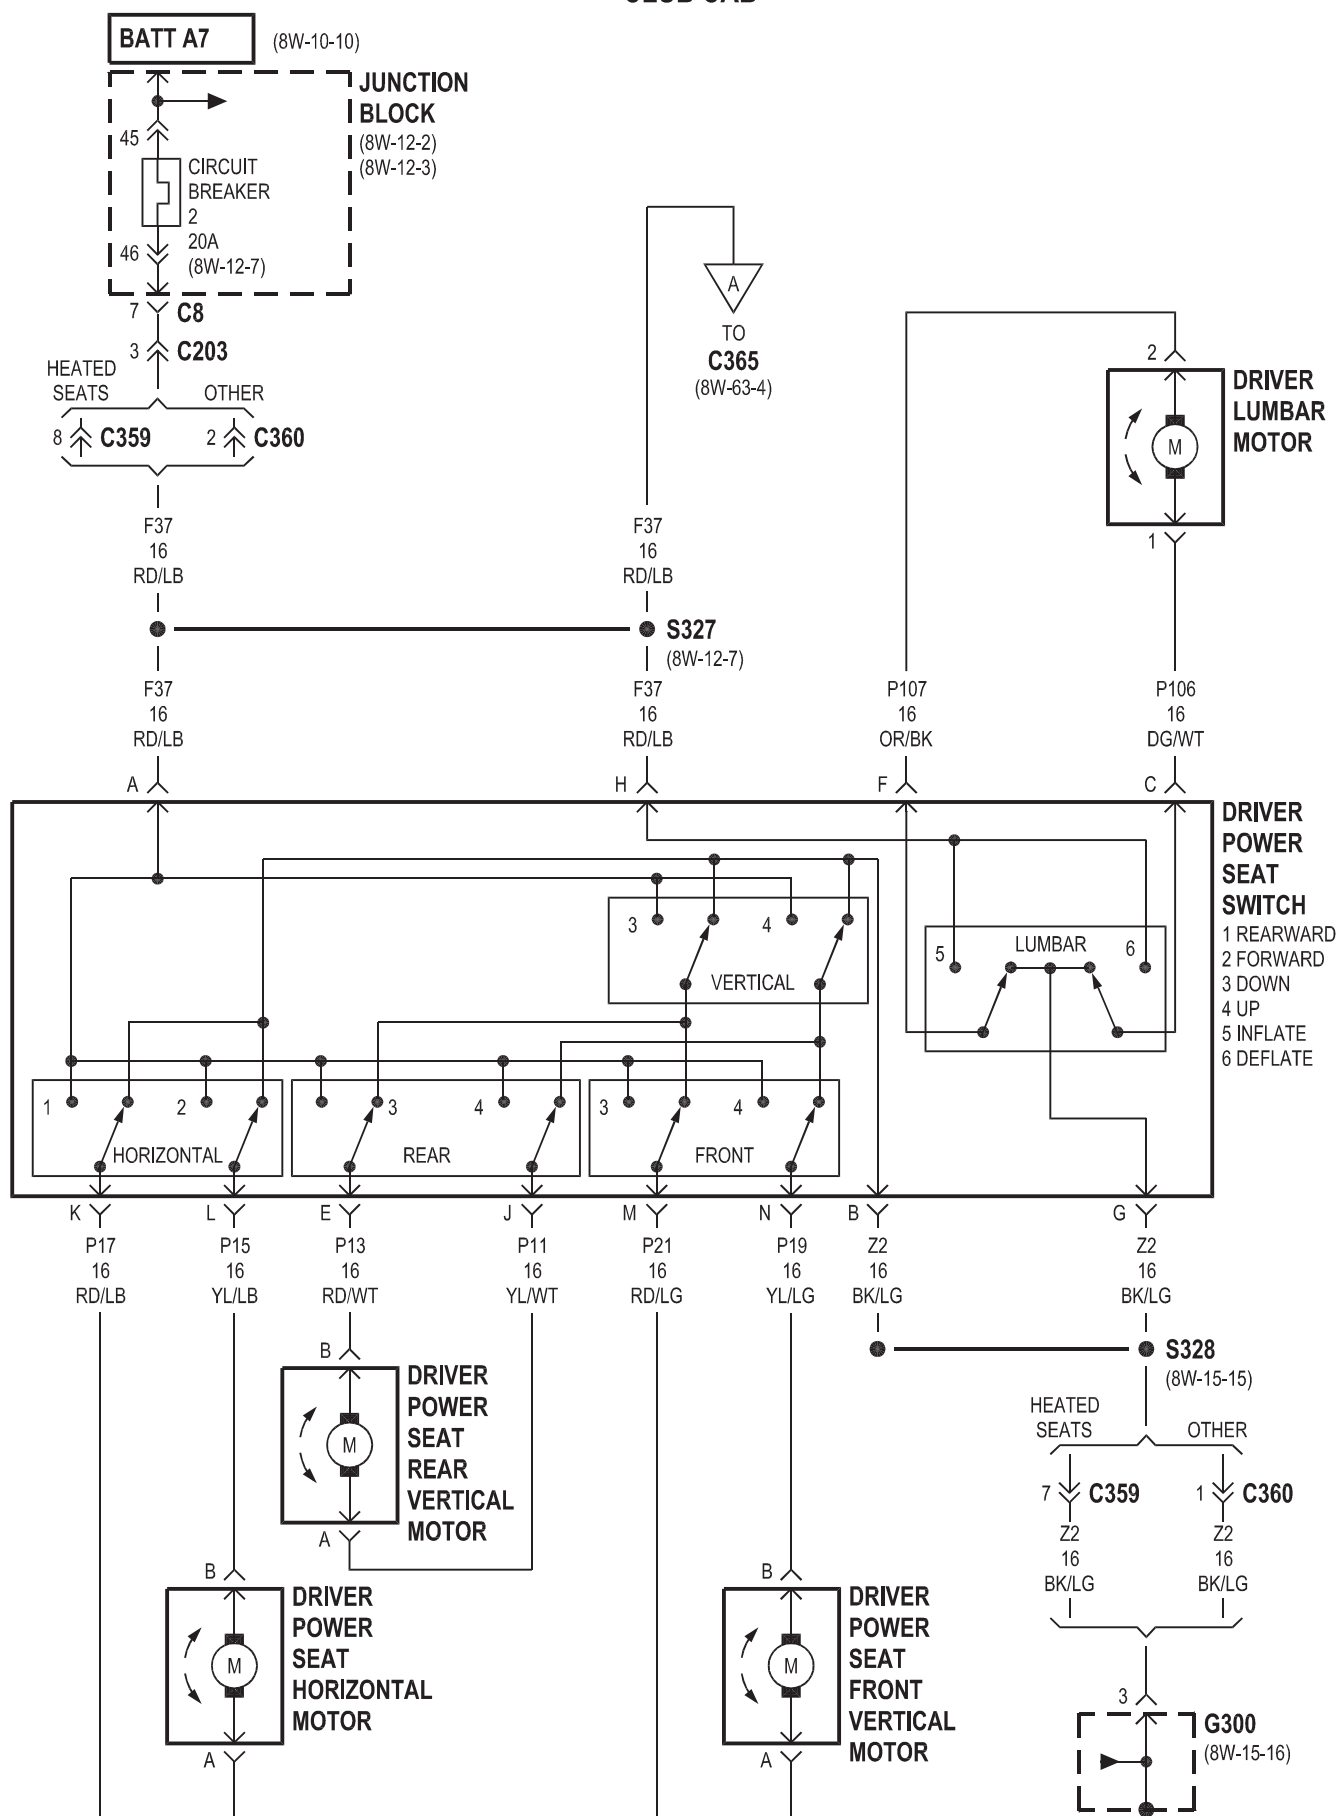 BATT A7
(8W-10-10)
JUNCTION
BLOCK
(8W-12-2)
(8W-12-3)
45
CIRCUIT
BREAKER
2
20A
(8W-12-7)
46
7
C8
3
C203
HEATED
SEATS
OTHER
8
C359
2
C360
A
TO
C365
(8W-63-4)
2
DRIVER
LUMBAR
MOTOR
M
1
F37
16
RD/LB
F37
16
RD/LB
S327
(8W-12-7)
F37
16
RD/LB
F37
16
RD/LB
P107
16
OR/BK
P106
16
DG/WT
A
H
F
C
DRIVER
POWER
SEAT
SWITCH
1 REARWARD
2 FORWARD
3 DOWN
4 UP
5 INFLATE
6 DEFLATE
3
4
VERTICAL
5
LUMBAR
6
1
2
HORIZONTAL
3
4
REAR
3
4
FRONT
K
L
E
J
M
N
B
G
P17
16
RD/LB
P15
16
YL/LB
P13
16
RD/WT
P11
16
YL/WT
P21
16
RD/LG
P19
16
YL/LG
Z2
16
BK/LG
Z2
16
BK/LG
S328
(8W-15-15)
B
M
A
DRIVER
POWER
SEAT
REAR
VERTICAL
MOTOR
HEATED
SEATS
OTHER
7
C359
1
C360
Z2
16
BK/LG
Z2
16
BK/LG
B
M
A
DRIVER
POWER
SEAT
HORIZONTAL
MOTOR
B
M
A
DRIVER
POWER
SEAT
FRONT
VERTICAL
MOTOR
3
G300
(8W-15-16)